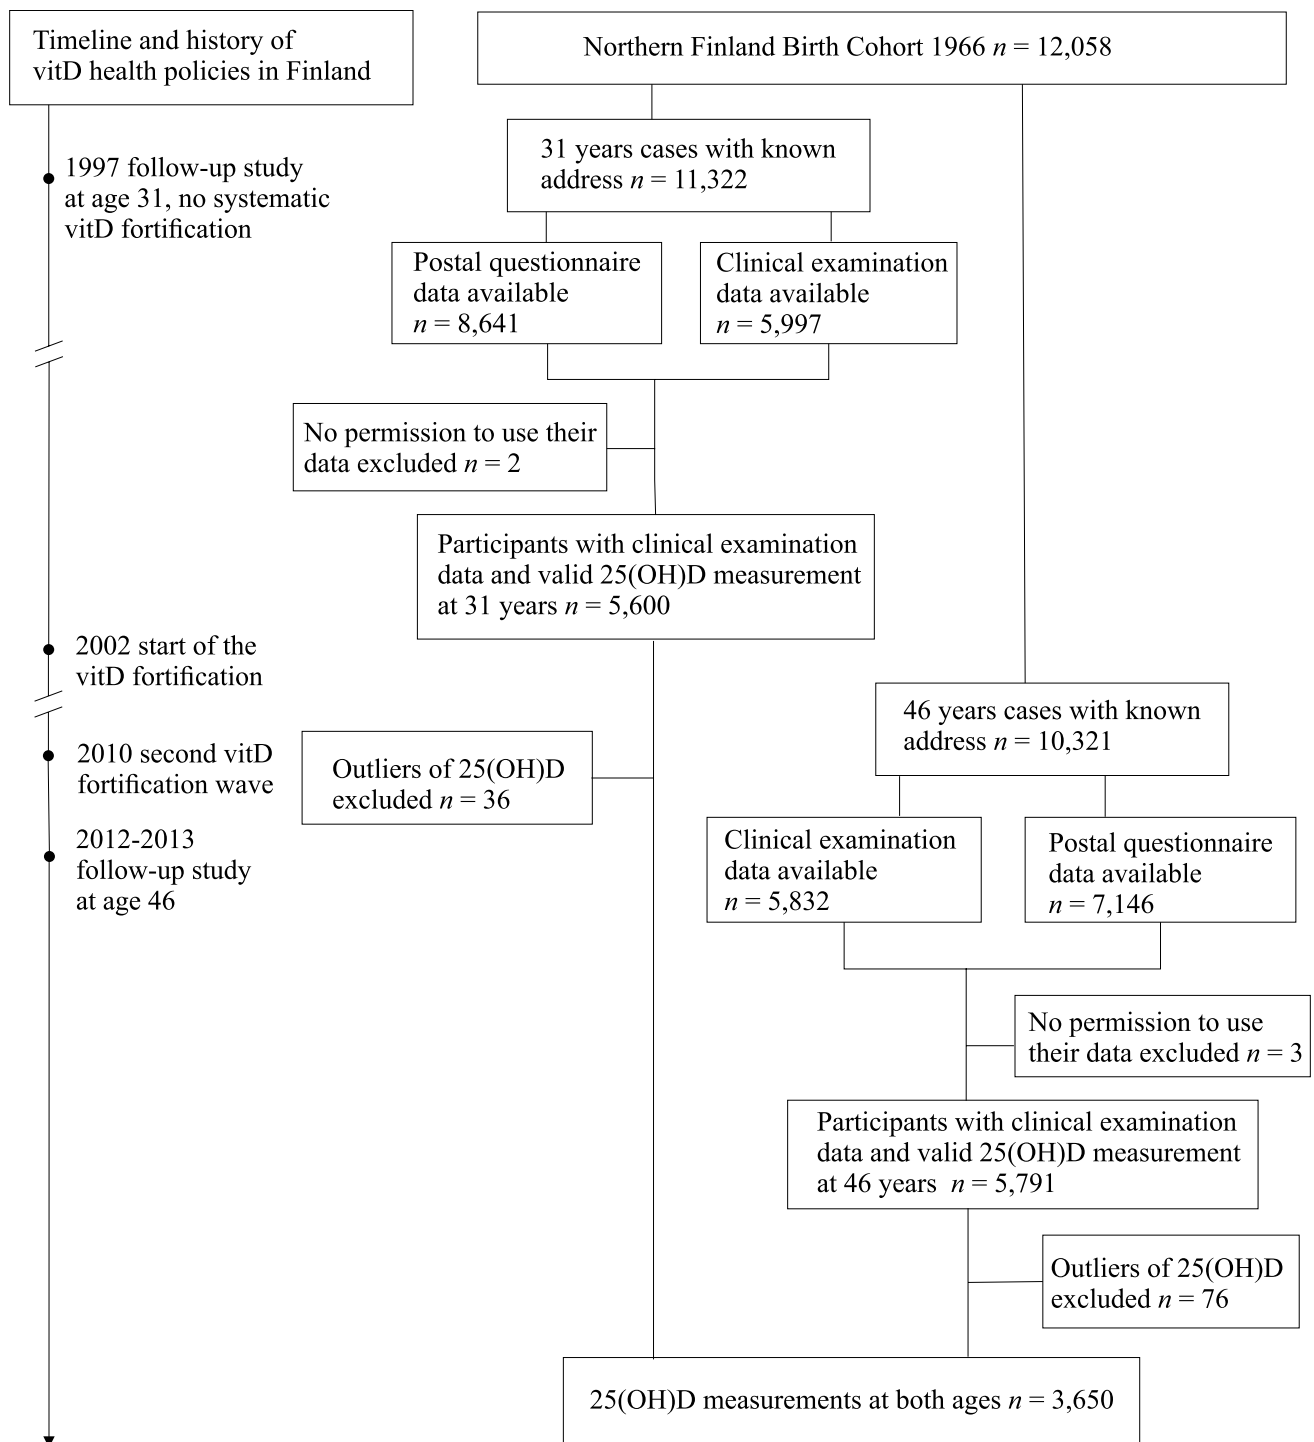 Timeline and history of
vitD health policies in Finland
Northern Finland Birth Cohort 1966 n = 12,058
1997 follow-up study
at age 31, no systematic
vitD fortification
31 years cases with known
address n = 11,322
Postal questionnaire
data available
n = 8,641
Clinical examination
data available
n = 5,997
No permission to use their
data excluded n = 2
Participants with clinical examination
data and valid 25(OH)D measurement
at 31 years n = 5,600
2002 start of the
vitD fortification
2010 second vitD
fortification wave
Outliers of 25(OH)D
excluded n = 36
46 years cases with known
address n = 10,321
2012-2013
follow-up study
at age 46
Clinical examination
data available
n = 5,832
Postal questionnaire
data available
n = 7,146
No permission to use
their data excluded n = 3
Participants with clinical examination
data and valid 25(OH)D measurement
at 46 years n = 5,791
Outliers of 25(OH)D
excluded n = 76
25(OH)D measurements at both ages n = 3,650